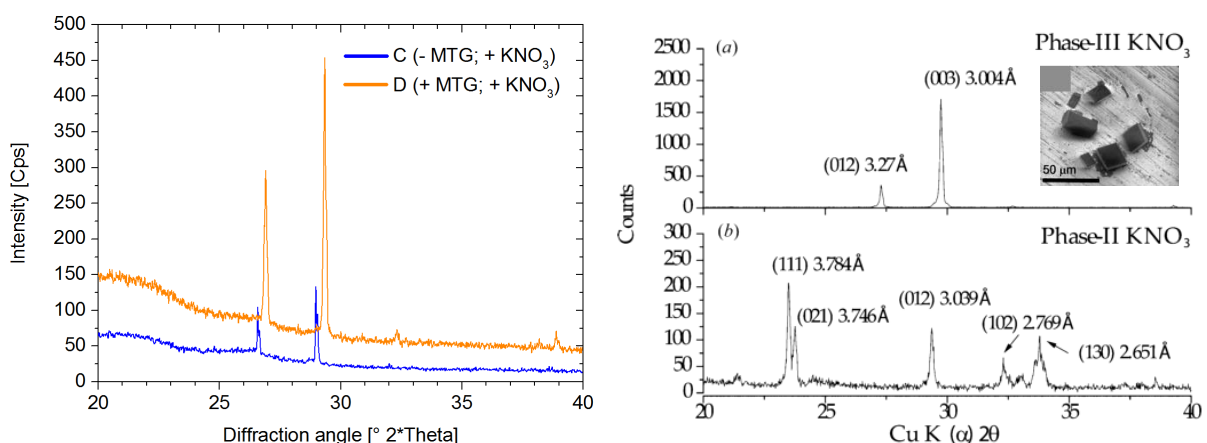 500
450
400
350
300
250
200
150
100
50
0
Intensity [Cps]
C (- MTG; + KNO3)
D (+ MTG; + KNO3)
20 25 30 35 40
Diffraction angle [° 2*Theta]
(a)
Phase-III KNO3
2500
2000
1500
1000
500
0
(003) 3.004Å
(012) 3.27Å
50 µm
Counts
(b)
Phase-II KNO3
300
250
200
150
100
50
0
(111) 3.784Å
(021) 3.746Å
(012) 3.039Å
(102) 2.769Å
(130) 2.651Å
20 25 30 35 40
Cu K (α) 2θ